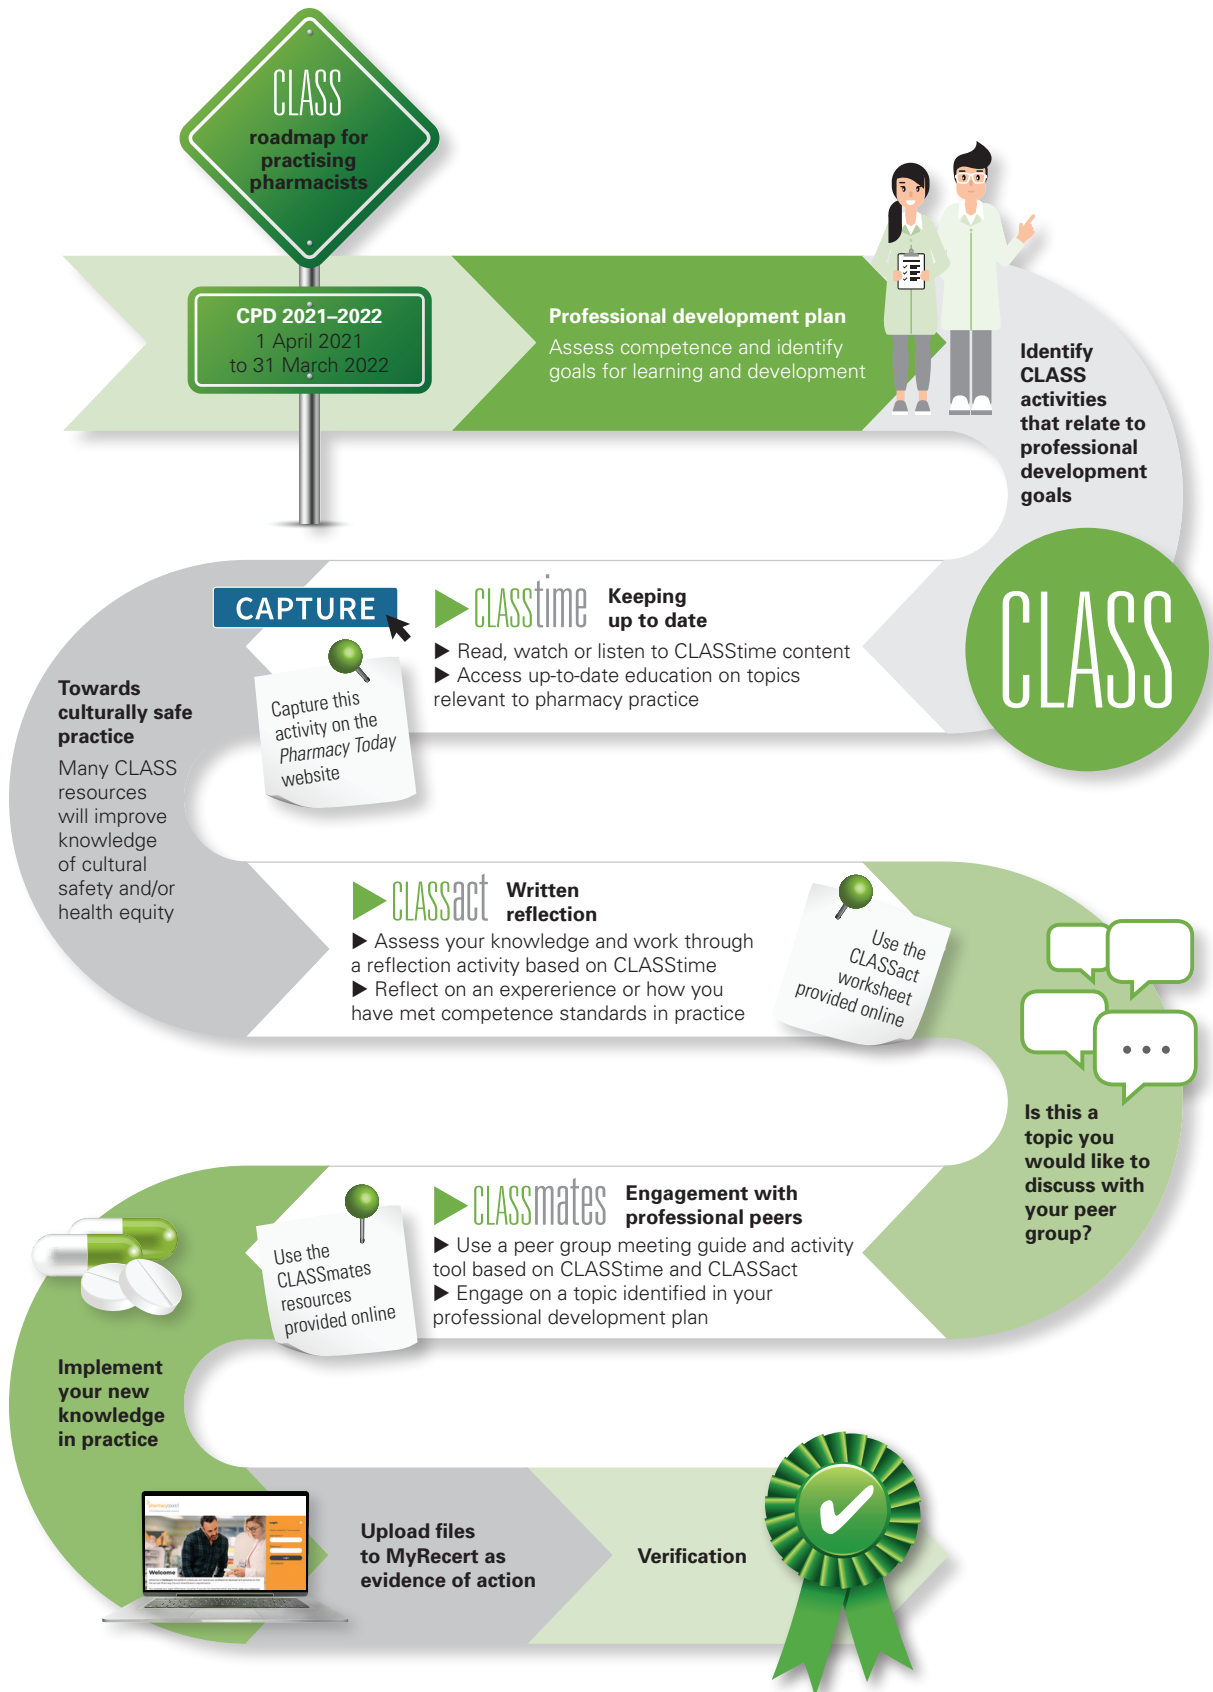 CLASS
roadmap for
practising
pharmacists
CPD 2021–2022
1 April 2021
to 31 March 2022
Professional development plan
Assess competence and identify
goals for learning and development
Identify
CLASS
activities
that relate to
professional
development
goals
CLASS
CLASStime
Keeping
up to date
▶ Read, watch or listen to CLASStime content
▶ Access up-to-date education on topics
relevant to pharmacy practice
CAPTURE
Capture this
activity on the
Pharmacy Today
website
Towards
culturally safe
practice
Many CLASS
resources
will improve
knowledge
of cultural
safety and/or
health equity
CLASSact
Written
reflection
▶ Assess your knowledge and work through
a reflection activity based on CLASStime
▶ Reflect on an expererience or how you
have met competence standards in practice
Use the
CLASSact
worksheet
provided online
Is this a
topic you
would like to
discuss with
your peer
group?
CLASSmates
Engagement with
professional peers
▶ Use a peer group meeting guide and activity
tool based on CLASStime and CLASSact
▶ Engage on a topic identified in your
professional development plan
Use the
CLASSmates
resources
provided online
Implement
your new
knowledge
in practice
Welcome
Upload files
to MyRecert as
evidence of action
Verification